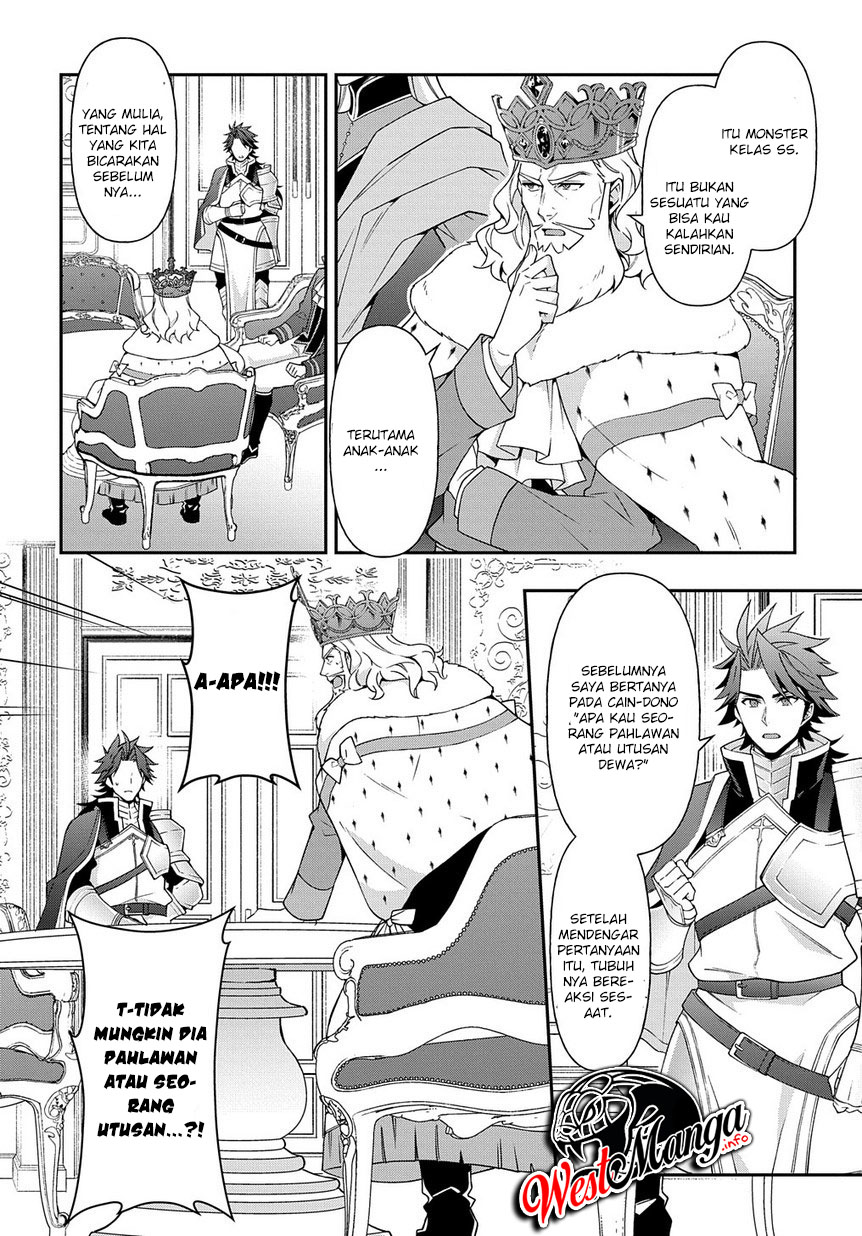 ITU MONSTER
KELAS SS.
ITU BUKAN
SESUATU YANG
BISA KAU
KALAHKAN
SENDIRIAN.
TERUTAMA
ANAK-ANAK
...
YANG MULIA,
TENTANG HAL
YANG KITA
BICARAKAN
SEBELUM
NYA...
SEBELUMNYA
SAYA BERTANYA
PADA CAIN-DONO
"APA KAU SEO-
RANG PAHLAWAN
ATAU UTUSAN
DEWA?"
SETELAH
MENDENGAR
PERTANYAAN
ITU, TUBUH
NYA BERE-
AKSI SES-
AAT.
A-APA!!!
T-TIDAK
MUNGKIN DIA
PAHLAWAN
ATAU SEO-
RANG
UTUSAN...?!
WestManga
.info